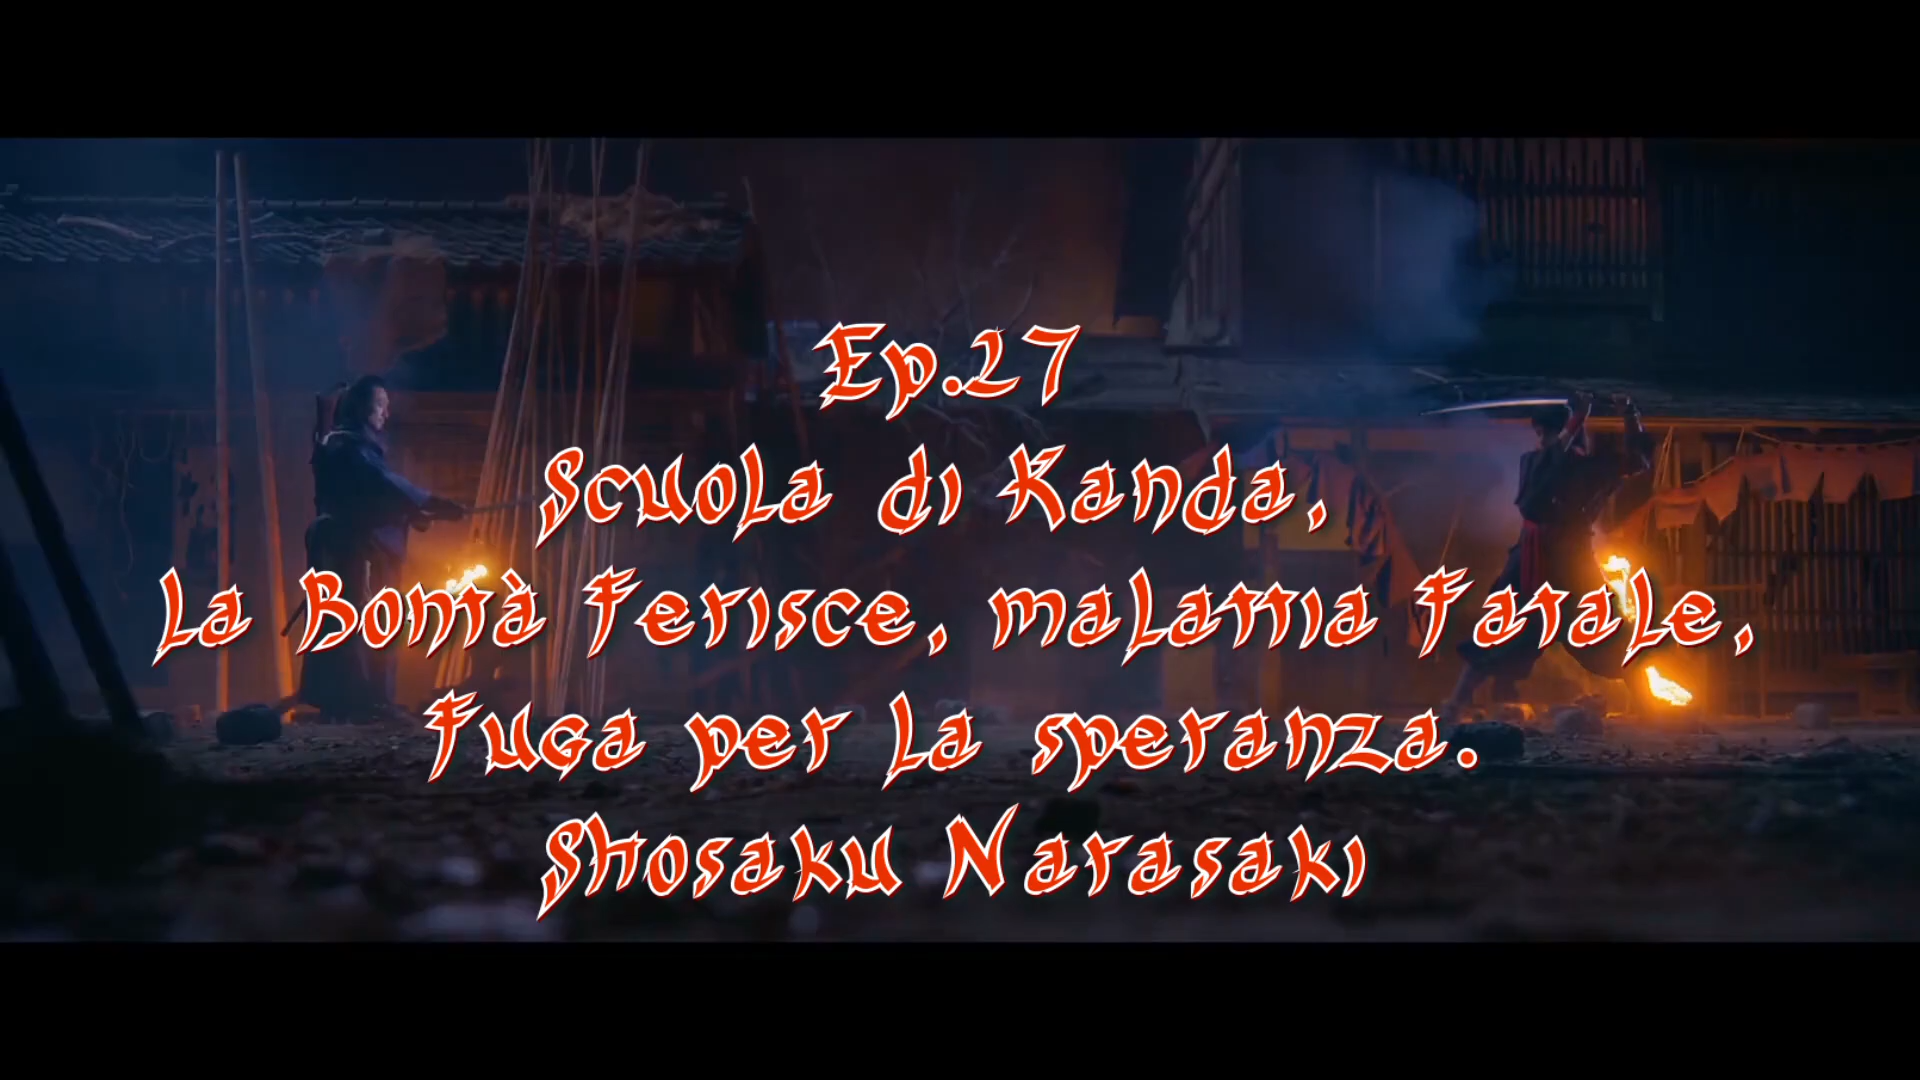 Ep.27
Scuola di Kanda,
La Bontà Ferisce, malattia Fatale,
Fuga per la speranza.
Shosaku Narasaki